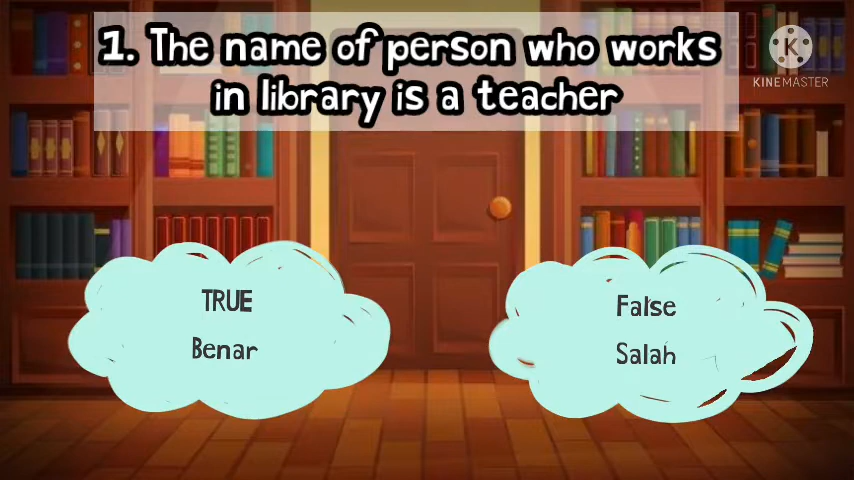 1. The name of person who works
in library is a teacher
K
KINEMASTER
TRUE
Benar
False
Salah